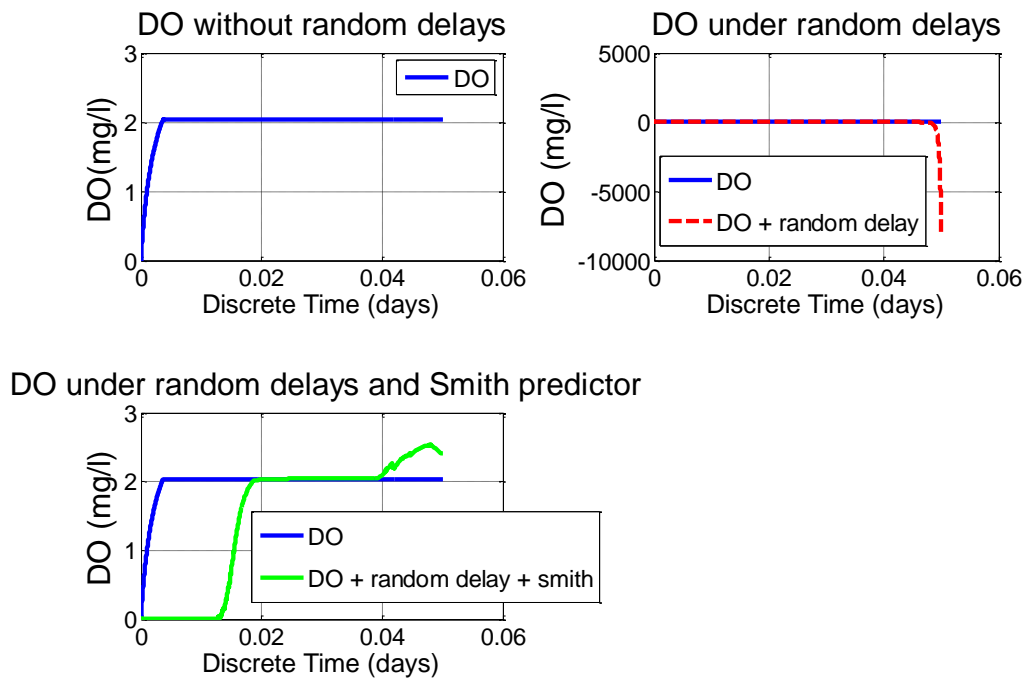 DO without random delays
3
2
1
0
DO(mg/l)
DO
0
0.02
0.04
0.06
Discrete Time (days)
DO under random delays
5000
0
-5000
-10000
DO (mg/l)
DO
DO + random delay
0
0.02
0.04
0.06
Discrete Time (days)
DO under random delays and Smith predictor
3
2
1
0
DO (mg/l)
DO
DO + random delay + smith
0
0.02
0.04
0.06
Discrete Time (days)